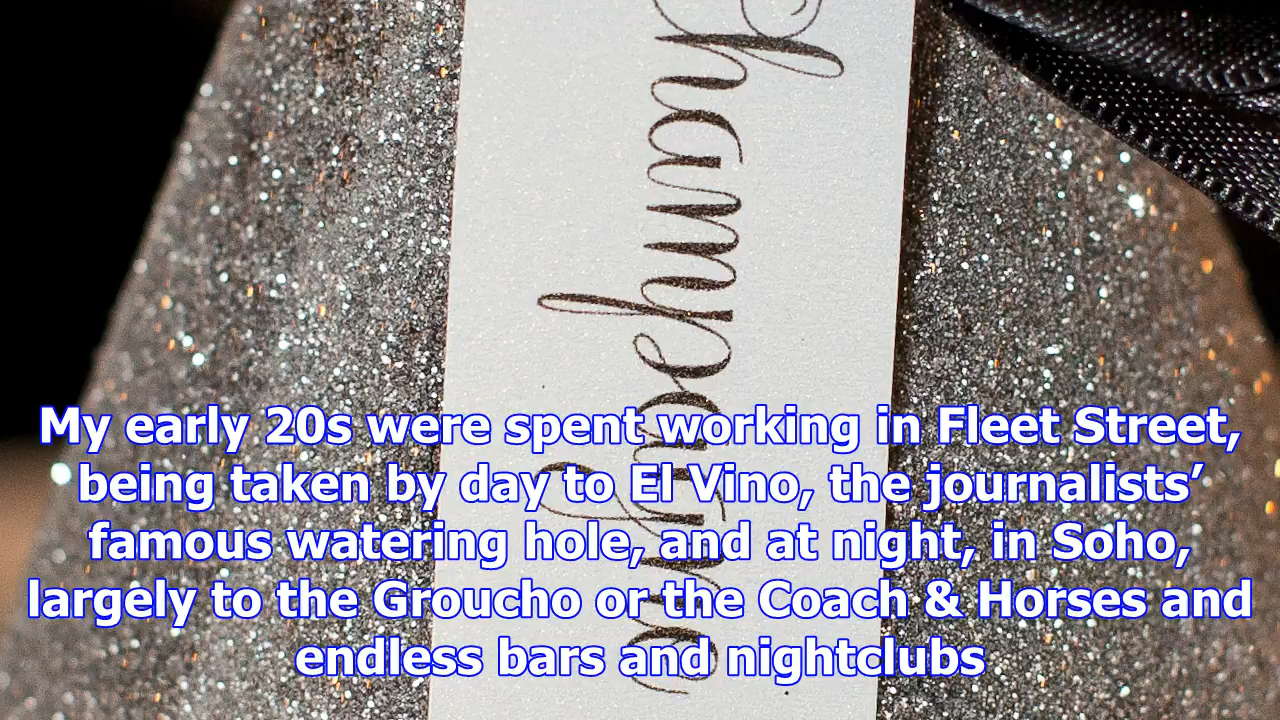 Champagne
My early 20s were spent working in Fleet Street,
being taken by day to El Vino, the journalists’
famous watering hole, and at night, in Soho,
largely to the Groucho or the Coach & Horses and
endless bars and nightclubs